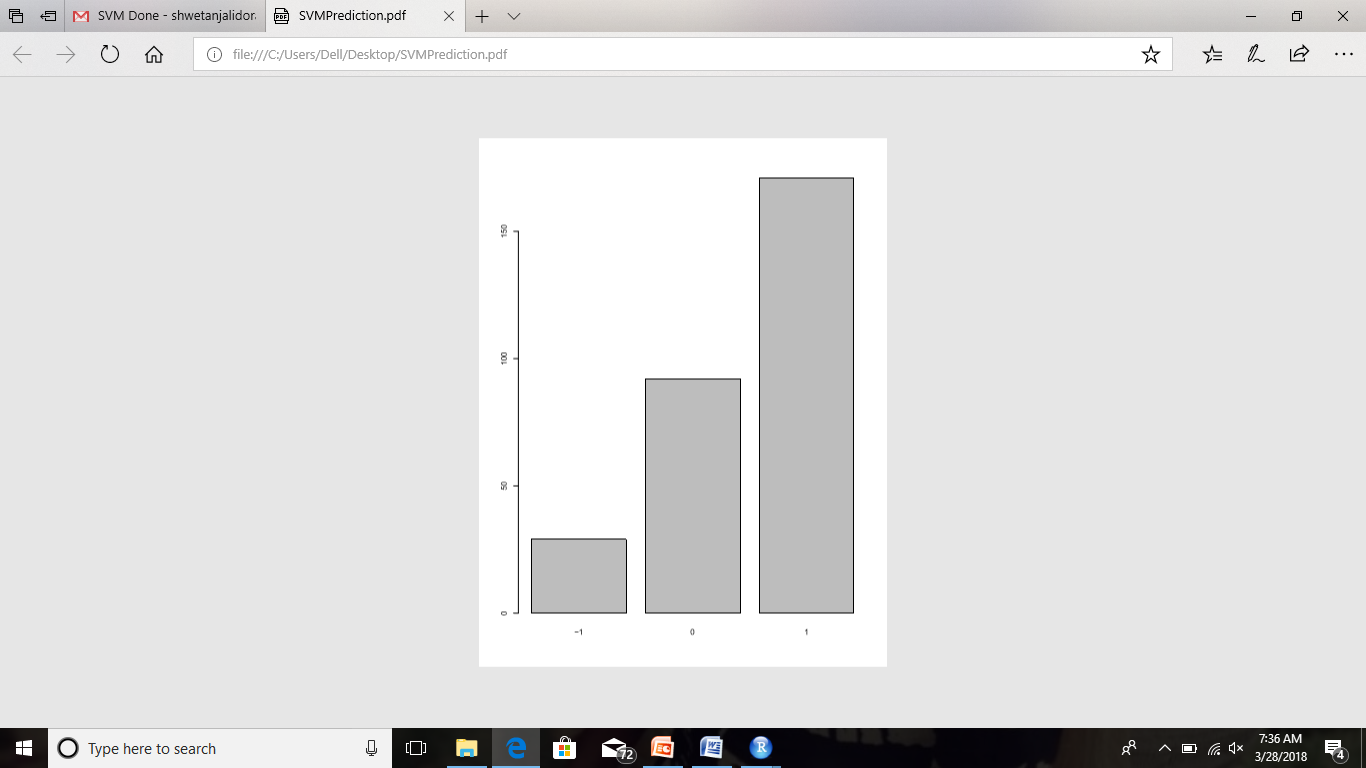 SVM Done - shwetanjalidor
SVMPrediction.pdf
file:///C:/Users/Dell/Desktop/SVMPrediction.pdf
150
100
50
0
−1 0 1
Type here to search
72
7:36 AM
3/28/2018
4